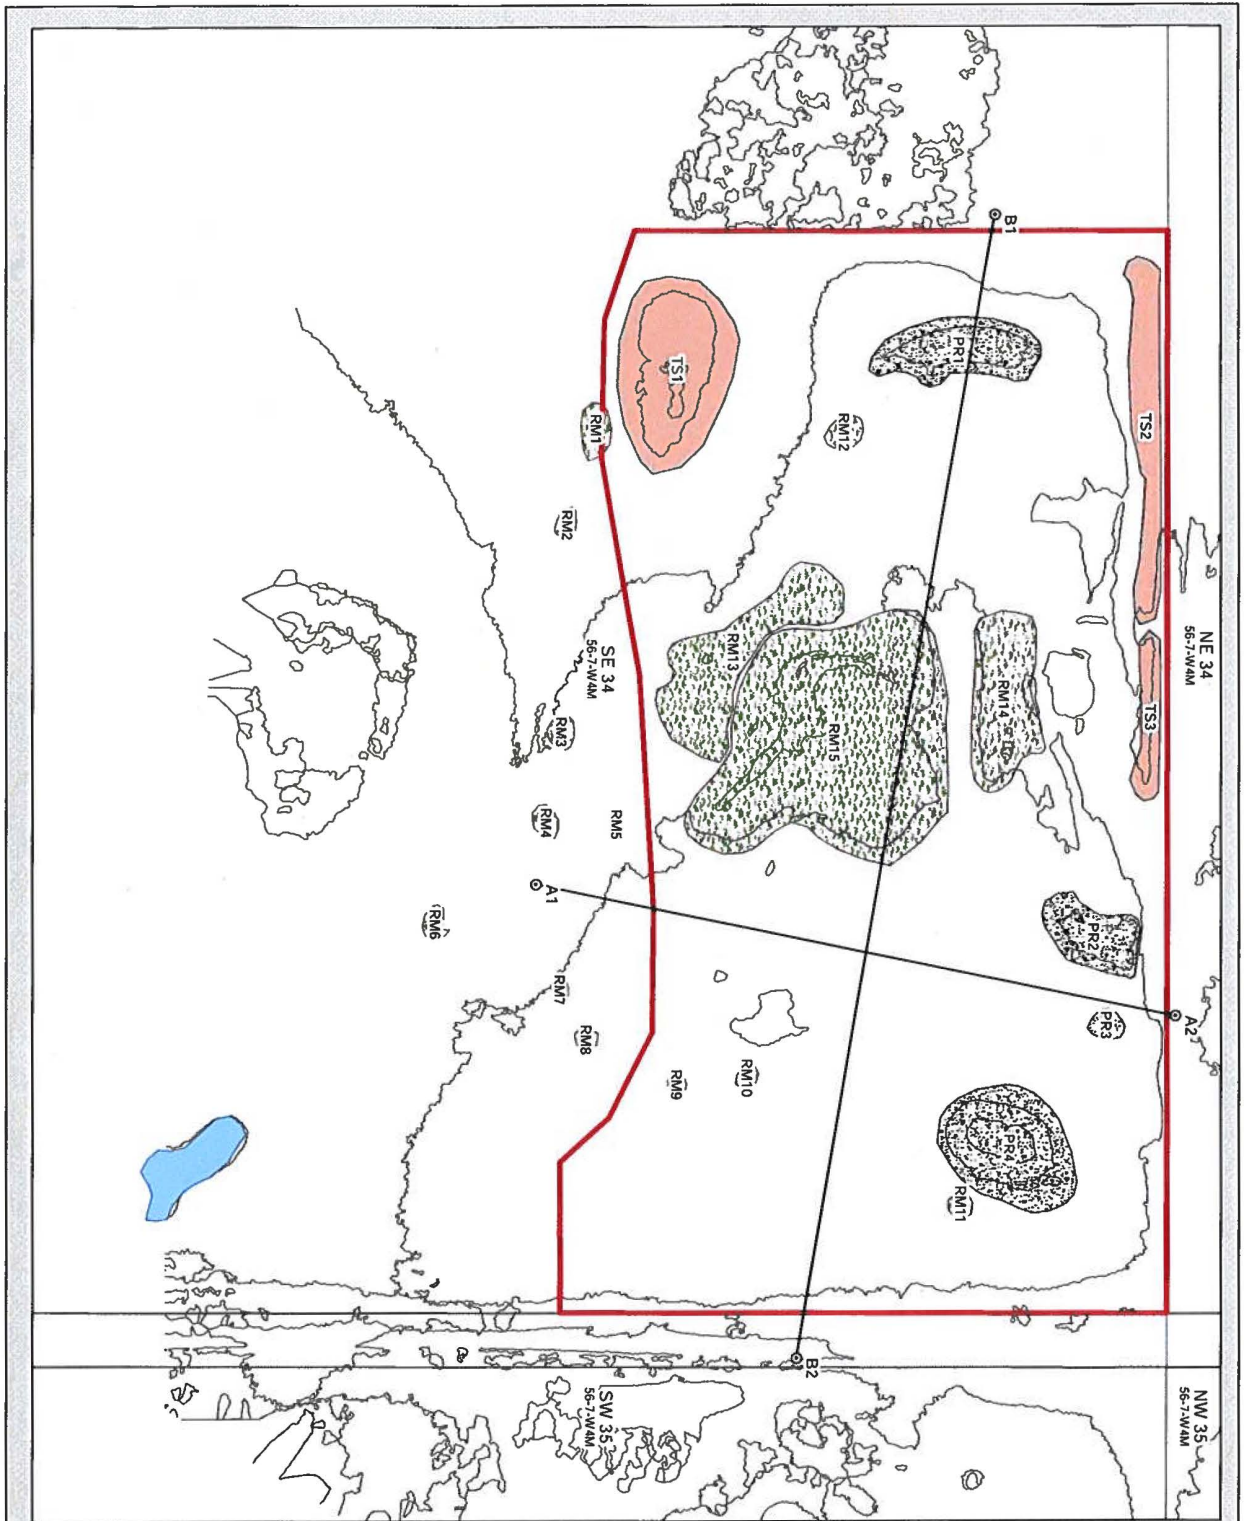 NE 34
56-7-W4M
NW 35
56-7-W4M
TS2
TS3
A2
PR2
PR3
B1
PR1
RM14
PR4
RM11
RM12
RM15
B2
RM13
RM10
TS1
RM9
SE 34
56-7-W4M
RM5
SW 35
56-7-W4M
RM1
RM2
RM3
RM4
A1
RM7
RM8
RM6